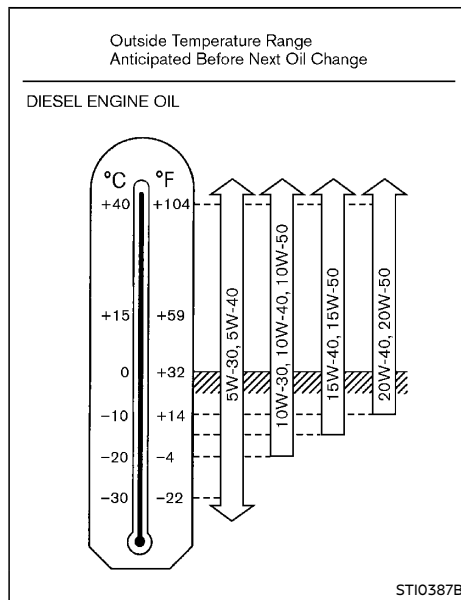 Outside Temperature Range
Anticipated Before Next Oil Change
DIESEL ENGINE OIL
°C °F
+40 +104
+15 +59
0 +32
−10 +14
−20 −4
−30 −22
5W-30, 5W-40
10W-30, 10W-40, 10W-50
15W-40, 15W-50
20W-40, 20W-50
STI0387B